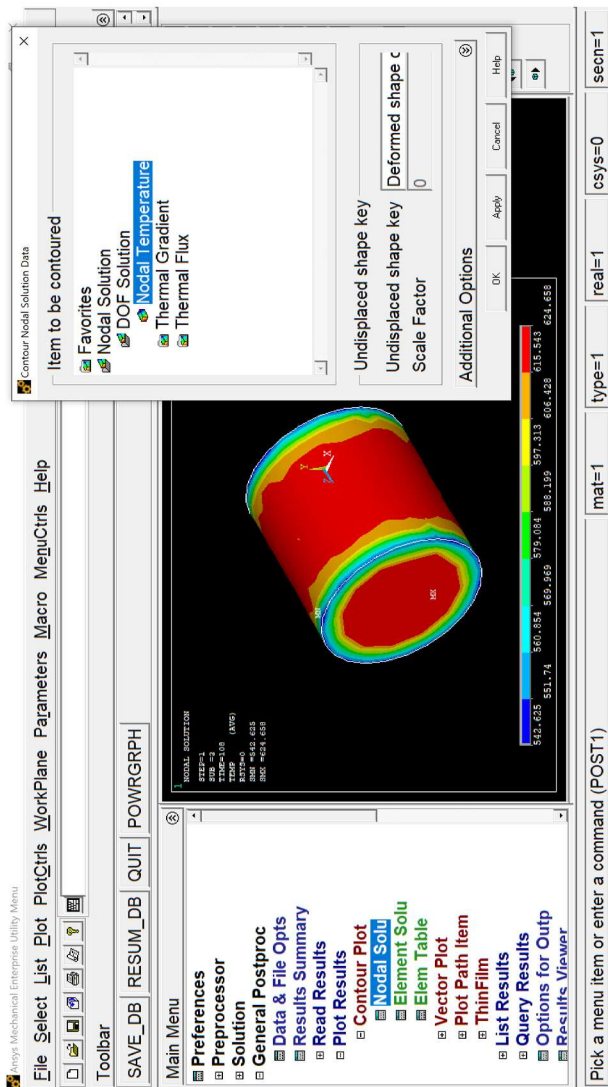 Ansys Mechanical Enterprise Utility Menu
File Select List Plot PlotCtrls WorkPlane Parameters Macro MenuCtrls Help
Toolbar
SAVE_DB RESUM_DB QUIT POWRGRPH
Main Menu
Preferences
Preprocessor
Solution
General Postproc
Data & File Opts
Results Summary
Read Results
Plot Results
Contour Plot
Nodal Solu
Element Solu
Elem Table
Vector Plot
Plot Path Item
ThinFilm
List Results
Query Results
Options for Outp
Results Viewer
1
NODAL SOLUTION
STEP=1
SUB =2
TIME=108
TEMP (AVG)
RSYS=0
SMN =542.625
SMX =624.658
MN
MX
X
Y
Z
542.625 551.74 560.854 569.969 579.084 588.199 597.313 606.428 615.543 624.658
Contour Nodal Solution Data
Item to be contoured
Favorites
Nodal Solution
DOF Solution
Nodal Temperature
Thermal Gradient
Thermal Flux
Undisplaced shape key
Undisplaced shape key Deformed shape
Scale Factor 0
Additional Options
OK Apply Cancel Help
Pick a menu item or enter a command (POST1) mat=1 type=1 real=1 csys=0 secn=1